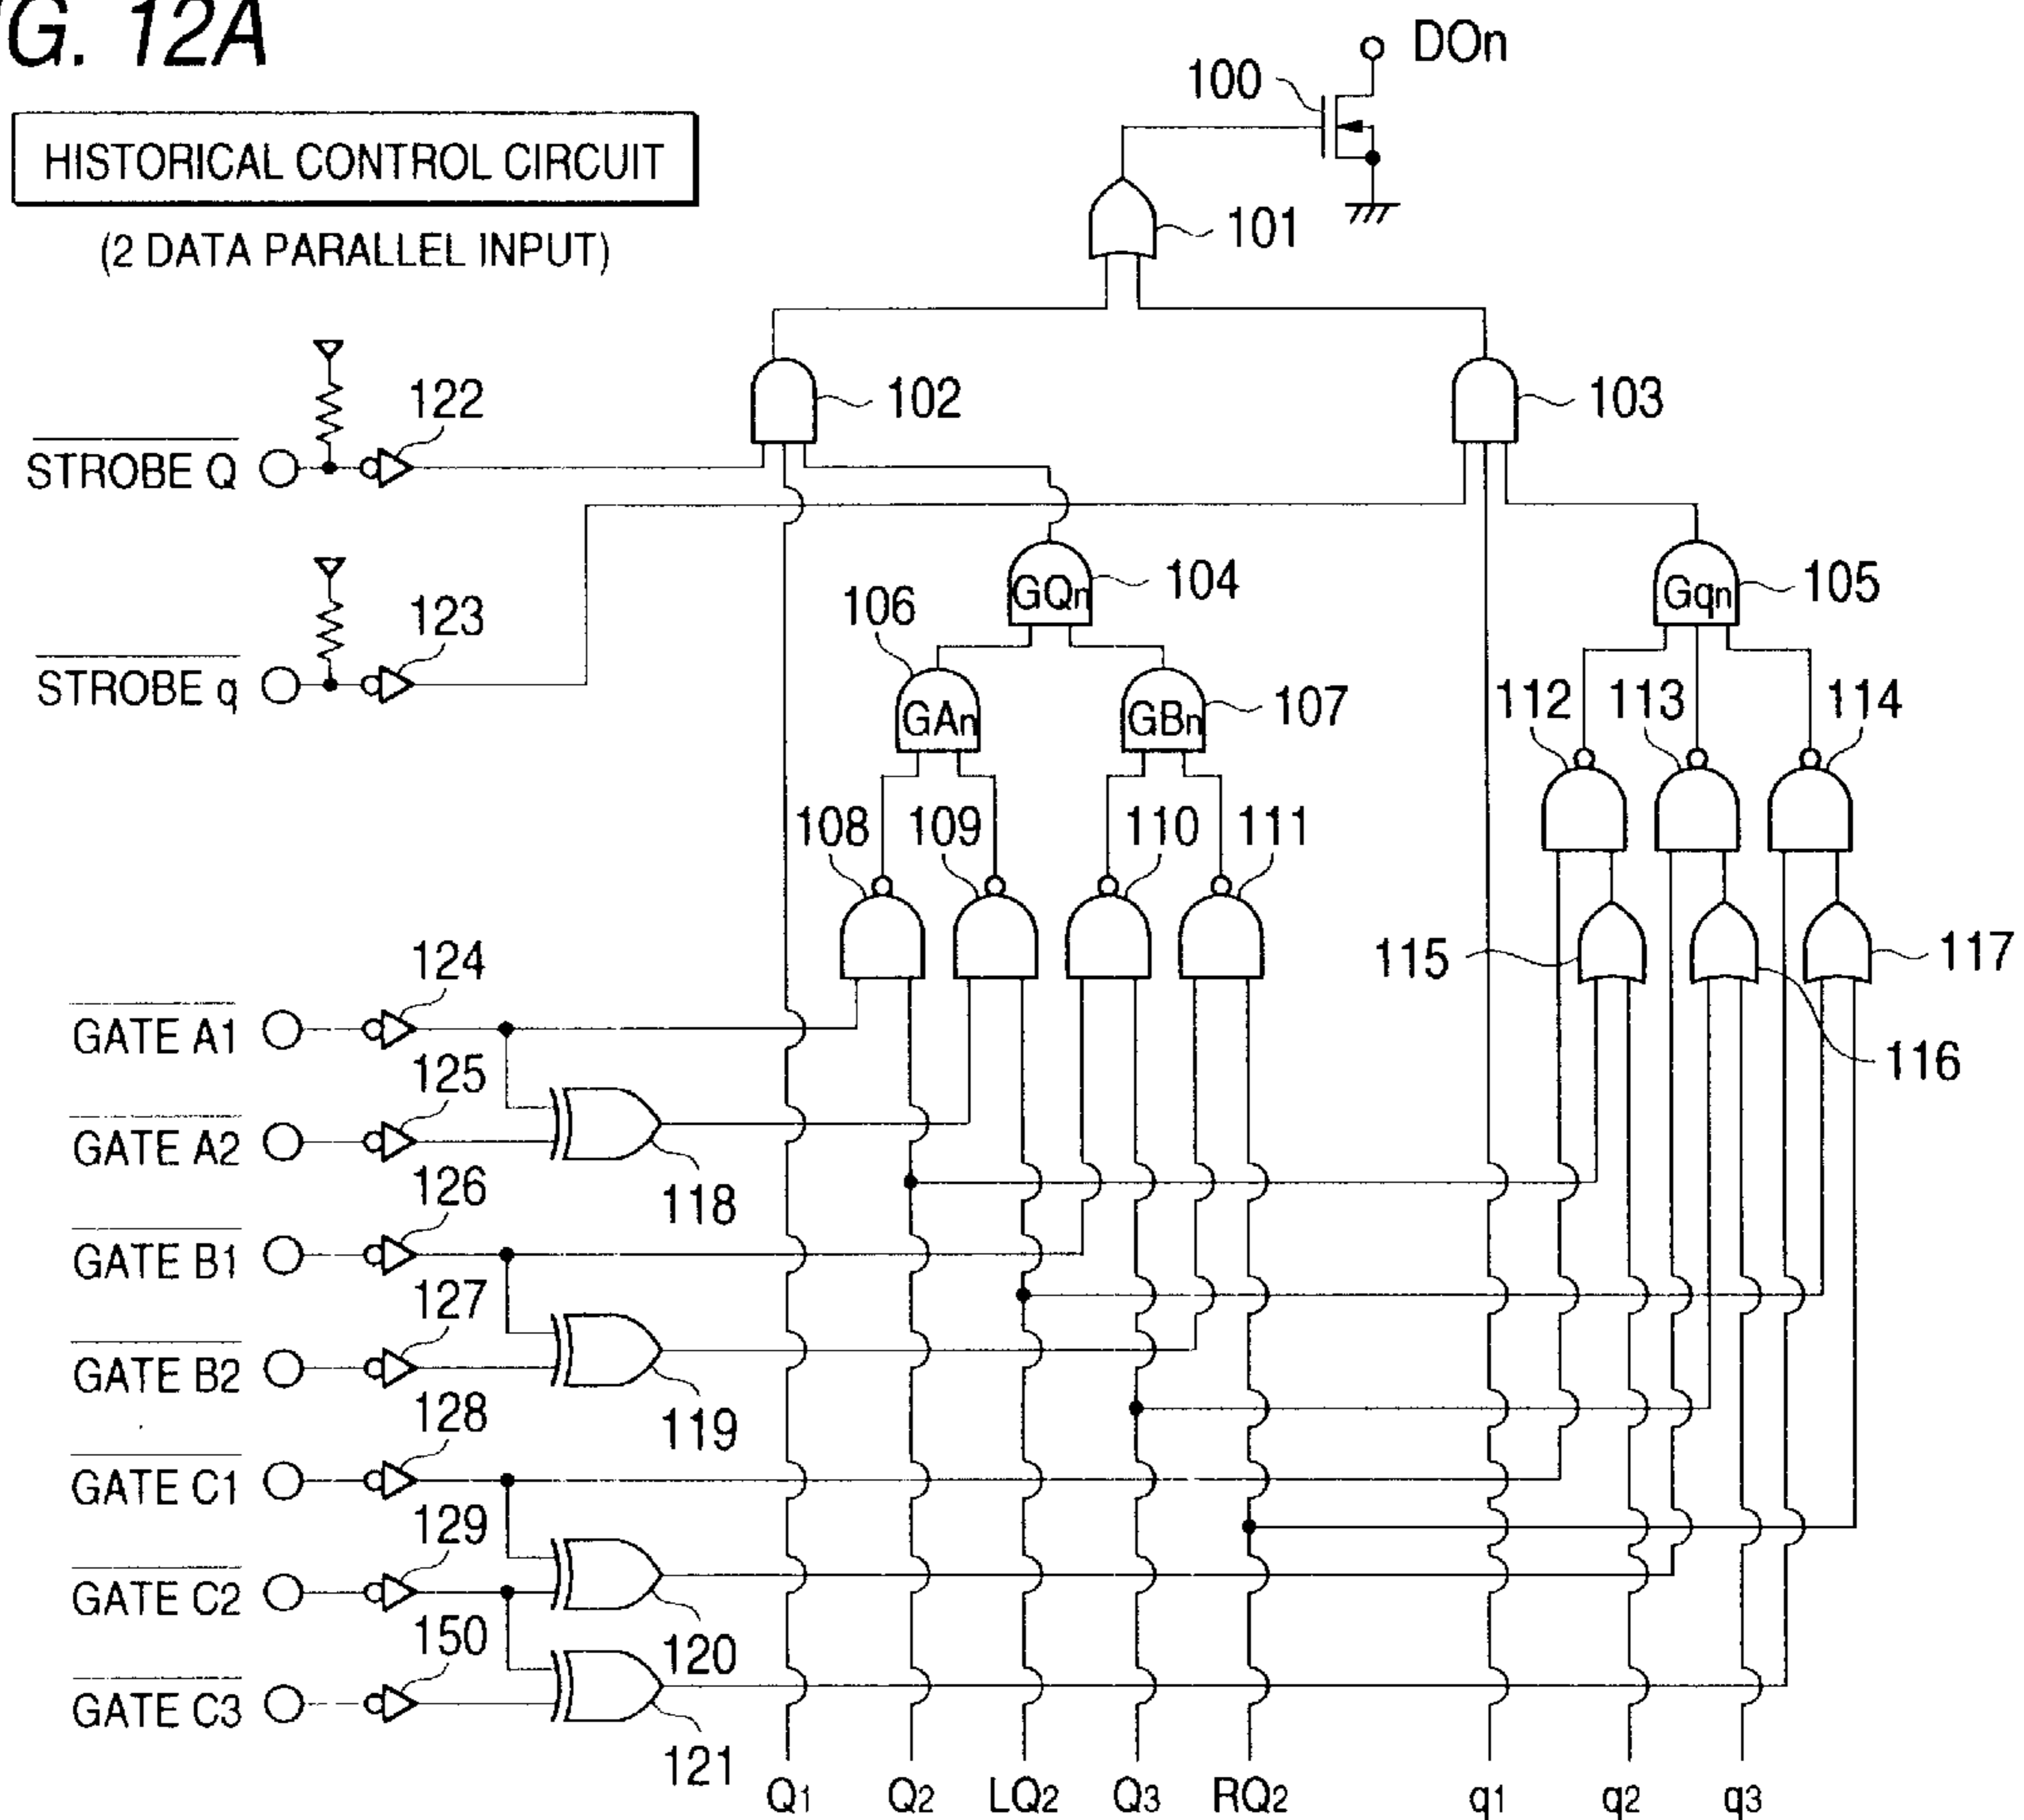 G. 12A
DOn
100
HISTORICAL CONTROL CIRCUIT
(2 DATA PARALLEL INPUT)
101
122
102
103
STROBE Q
GQn
104
Gqn
105
106
123
STROBE q
GAn
GBn
107
112
113
114
108
109
110
111
124
115
117
GATE A1
125
116
GATE A2
126
118
GATE B1
127
GATE B2
128
119
GATE C1
129
GATE C2
150
120
GATE C3
121
Q1
Q2
LQ2
Q3
RQ2
q1
q2
q3